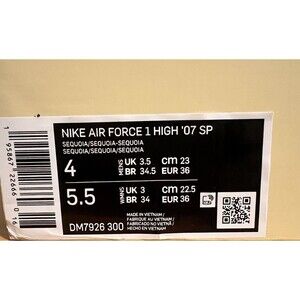 NIKE AIR FORCE 1 HIGH '07 SP
SEQUOIA/SEQUOIA-SEQUOIA
SEQUOIA/SEQUOIA-SEQUOIA
4 MENS UK 3.5 cm 23
BR 34.5 EUR 36
5.5 WMNS UK 3 cm 22.5
BR 34 EUR 36
DM7926 300
MADE IN VIETNAM/
FABRIQUÉ AU VIETNAM/
HECHO EN VIETNAM